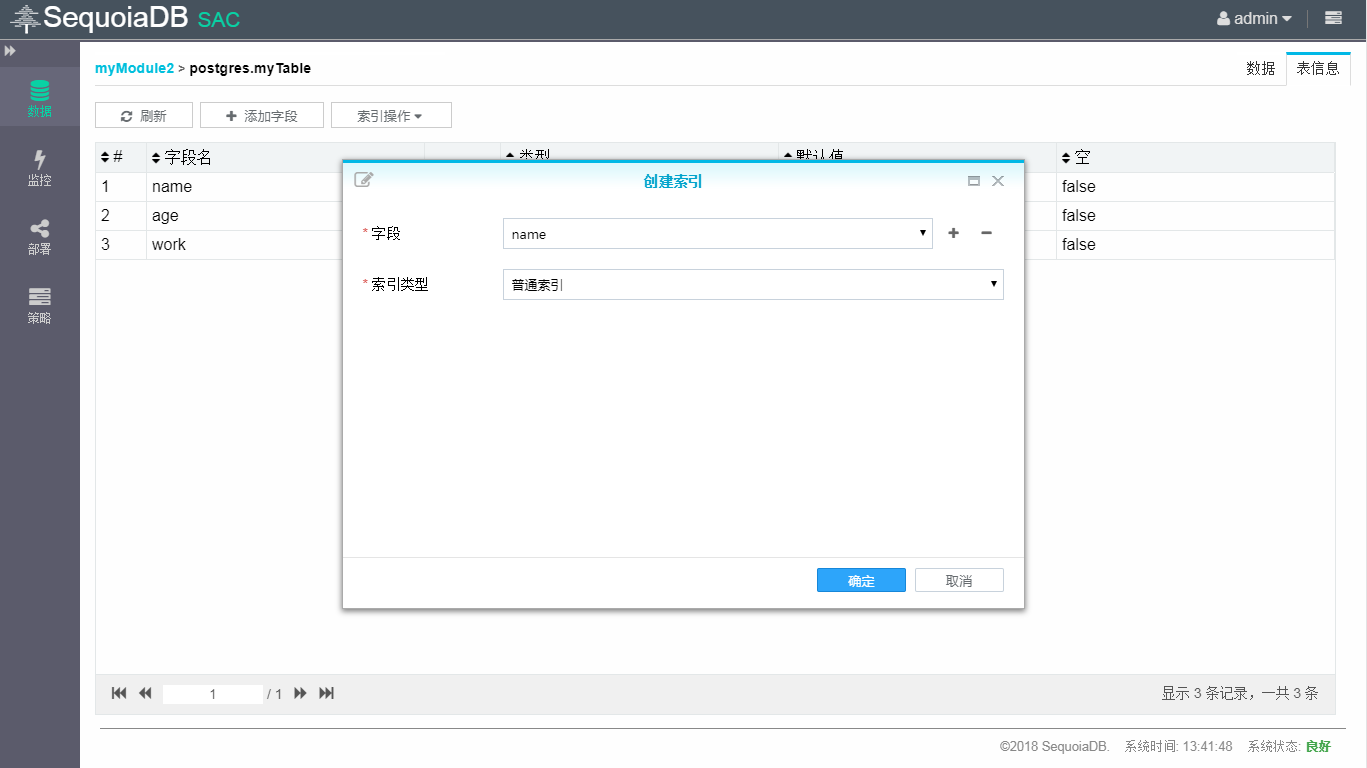 SequoiaDB SAC
admin
数据
监控
部署
策略
myModule2 > postgres.myTable
数据
表信息
刷新
添加字段
索引操作
# 字段名 类型 默认值 空
1 name false
2 age false
3 work false
创建索引
* 字段 name
* 索引类型 普通索引
确定
取消
1 / 1
显示 3 条记录，一共 3 条
©2018 SequoiaDB. 系统时间: 13:41:48 系统状态: 良好